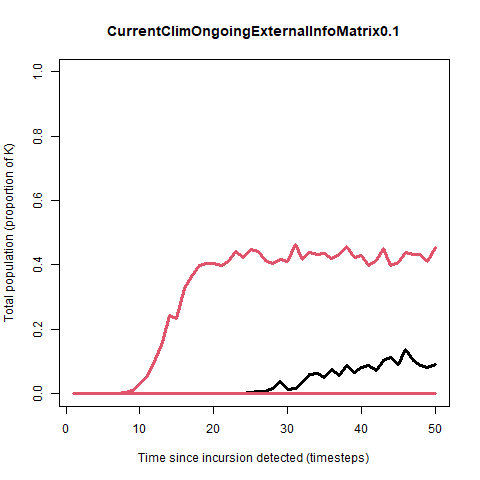 CurrentClimOngoingExternalInfoMatrix0.1
Total population (proportion of K)
1.0
0.8
0.6
0.4
0.2
0.0
0 10 20 30 40 50
Time since incursion detected (timesteps)